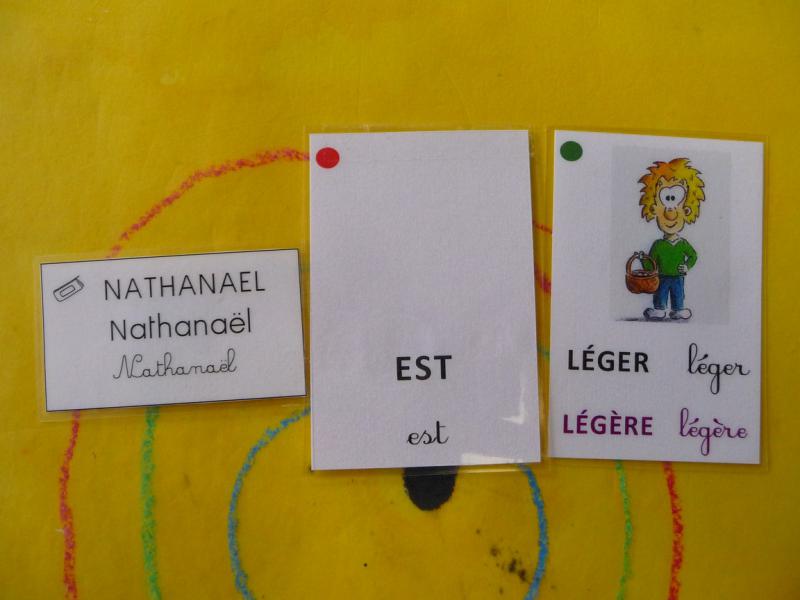 NATHANAEL
Nathanaël
Nathanaël
EST
est
LÉGER léger
LÉGÈRE légère